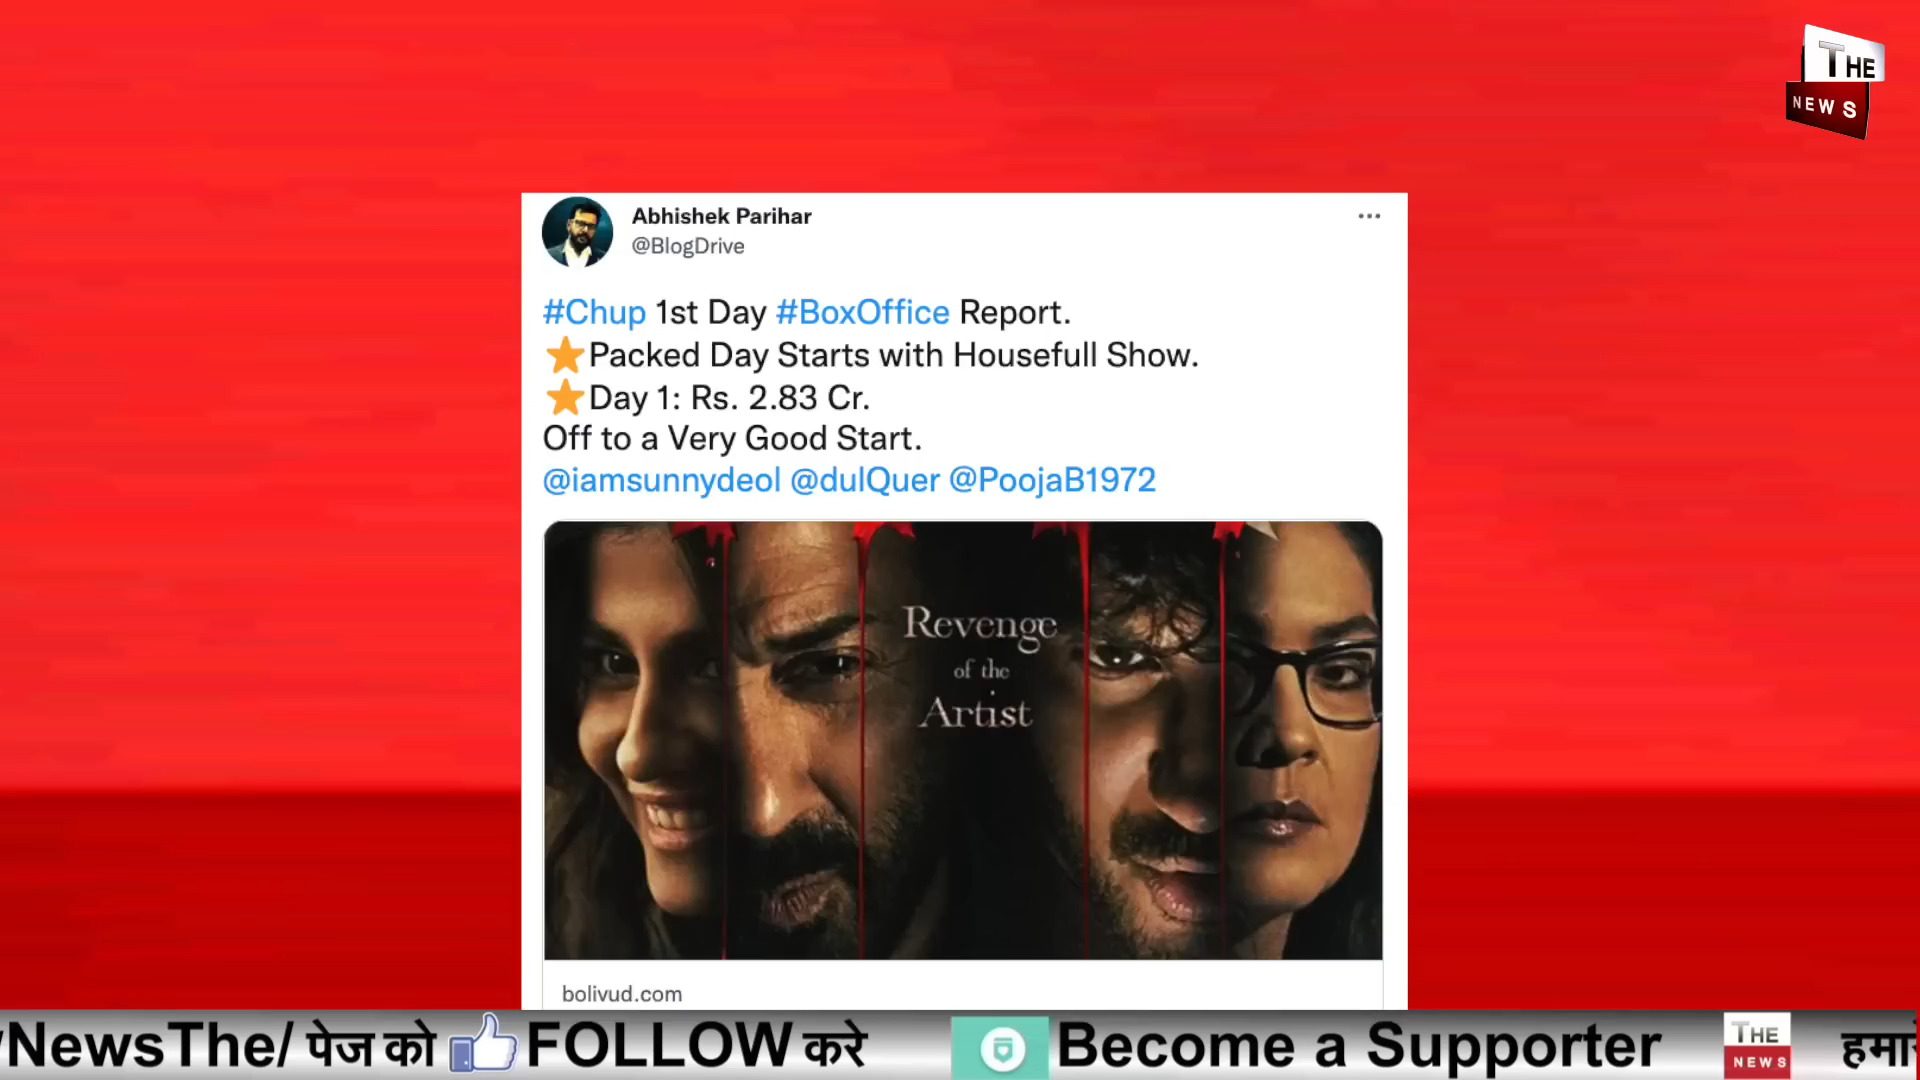 THE
NEWS
Abhishek Parihar
@BlogDrive
#Chup 1st Day #BoxOffice Report.
⭐Packed Day Starts with Housefull Show.
⭐Day 1: Rs. 2.83 Cr.
Off to a Very Good Start.
@iamsunnydeol @dulQuer @PoojaB1972
Revenge
of the
Artist
bolivud.com
NewsThe/ पेज को FOLLOW करे Become a Supporter THE NEWS